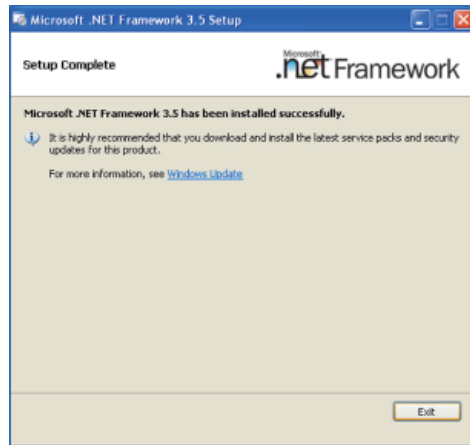 Microsoft .NET Framework 3.5 Setup
Setup Complete
Microsoft
.net Framework
Microsoft .NET Framework 3.5 has been installed successfully.
It is highly recommended that you download and install the latest service packs and security
updates for this product.
For more information, see Windows Update
Exit